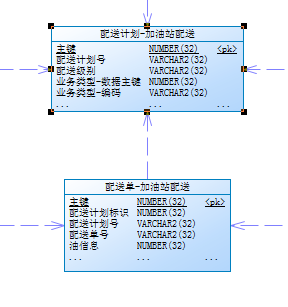 配送计划-加油站配送
主键 NUMBER(32) <pk>
配送计划号 VARCHAR2(32)
配送级别 VARCHAR2(32)
业务类型-数据主键 NUMBER(32)
业务类型-编码 VARCHAR2(32)
... ... ...
配送单-加油站配送
主键 NUMBER(32) <pk>
配送计划标识 NUMBER(32)
配送计划号 VARCHAR2(32)
配送单号 VARCHAR2(32)
油信息 NUMBER(32)
... ... ...